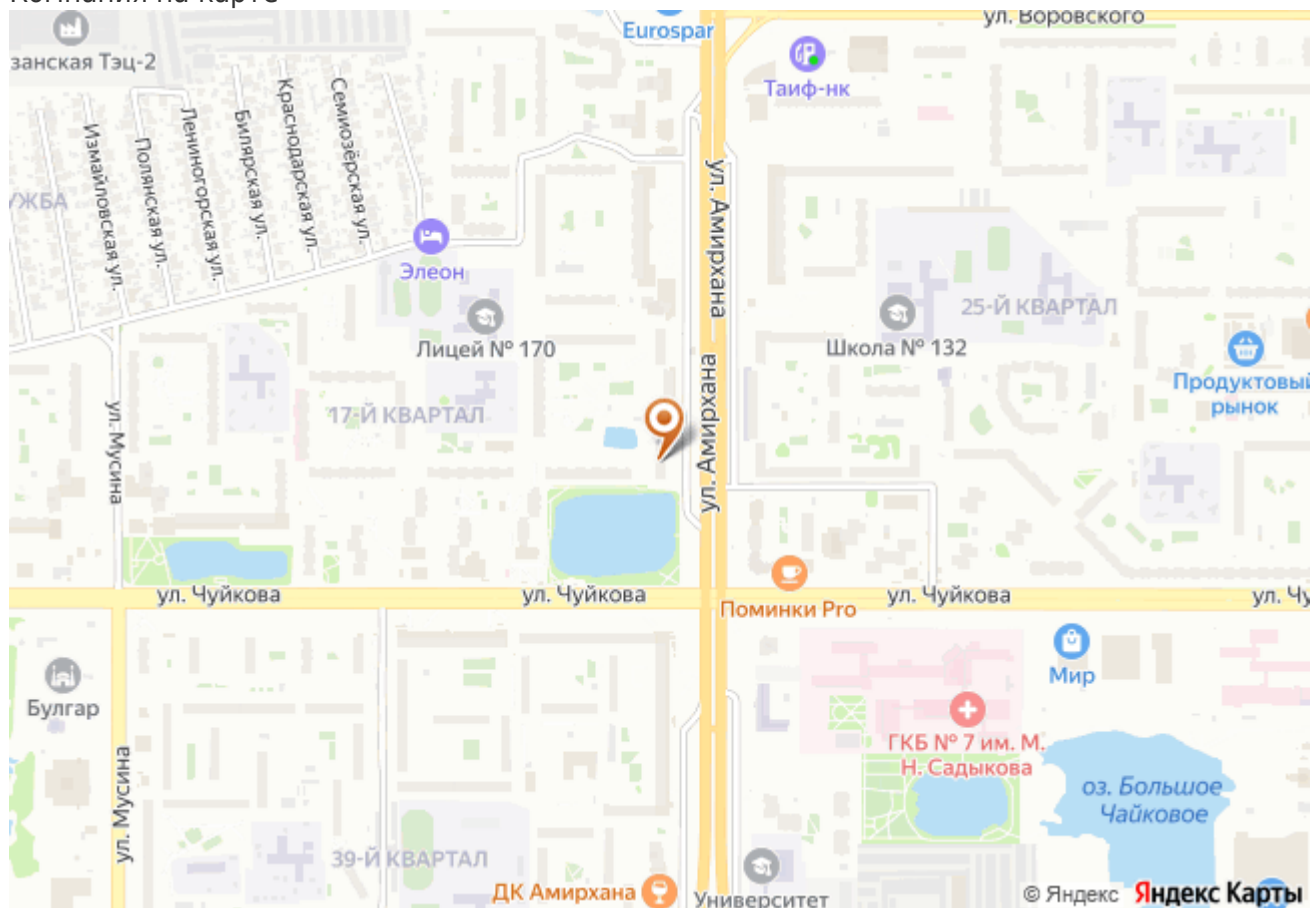 Компания на карте
ул. Воровского
Eurospar
занская Тэц-2
Таиф-нк
Семиозёрская ул.
Краснодарская ул.
Билярская ул.
Лениногорская ул.
Полянская ул.
Измайловская ул.
УЖБА
ул. Амирхана
Элеон
25-Й КВАРТАЛ
Лицей № 170
Школа № 132
Продуктовый
рынок
17-Й КВАРТАЛ
ул. Мусина
ул. Амирхана
ул. Чуйкова
ул. Чуйкова
ул. Чуйкова
ул. Чу
Поминки Pro
Мир
Булгар
ГКБ № 7 им. М.
Н. Садыкова
оз. Большое
Чайковое
ул. Мусина
39-Й КВАРТАЛ
ДК Амирхана
Университет
© Яндекс Яндекс Карты